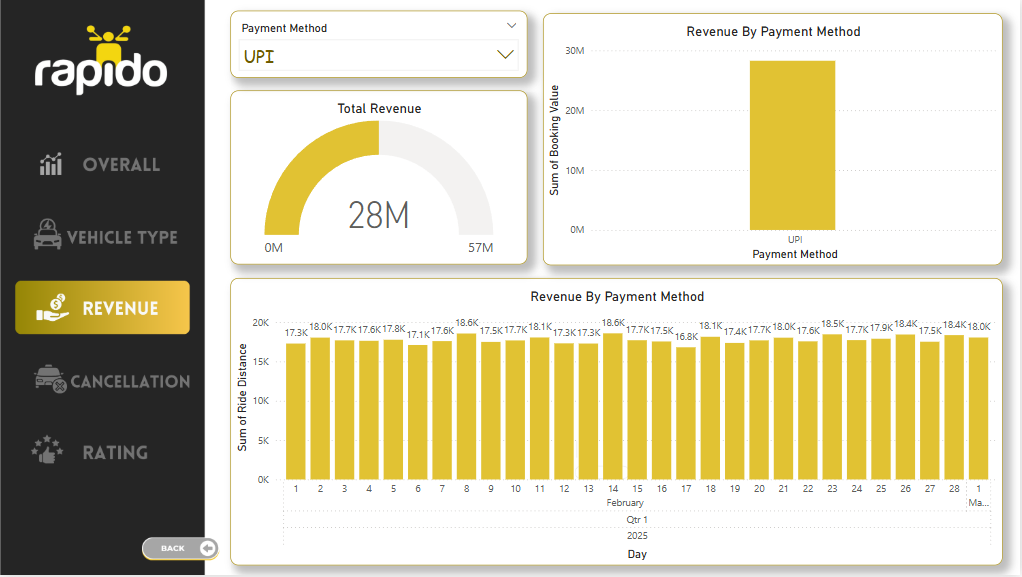 rapido
OVERALL
VEHICLE TYPE
REVENUE
CANCELLATION
RATING
BACK
Payment Method
UPI
Total Revenue
28M
0M 57M
Revenue By Payment Method
Sum of Booking Value
30M
20M
10M
0M
UPI
Payment Method
Revenue By Payment Method
Sum of Ride Distance
20K
15K
10K
5K
0K
17.3K 18.0K 17.7K 17.6K 17.8K 17.1K 17.6K 18.6K 17.5K 17.7K 18.1K 17.3K 17.3K 18.6K 17.7K 17.5K 16.8K 18.1K 17.4K 17.7K 18.0K 17.6K 18.5K 17.7K 17.9K 18.4K 17.5K 18.4K 18.0K
1 2 3 4 5 6 7 8 9 10 11 12 13 14 15 16 17 18 19 20 21 22 23 24 25 26 27 28 1
February Ma...
Qtr 1
2025
Day